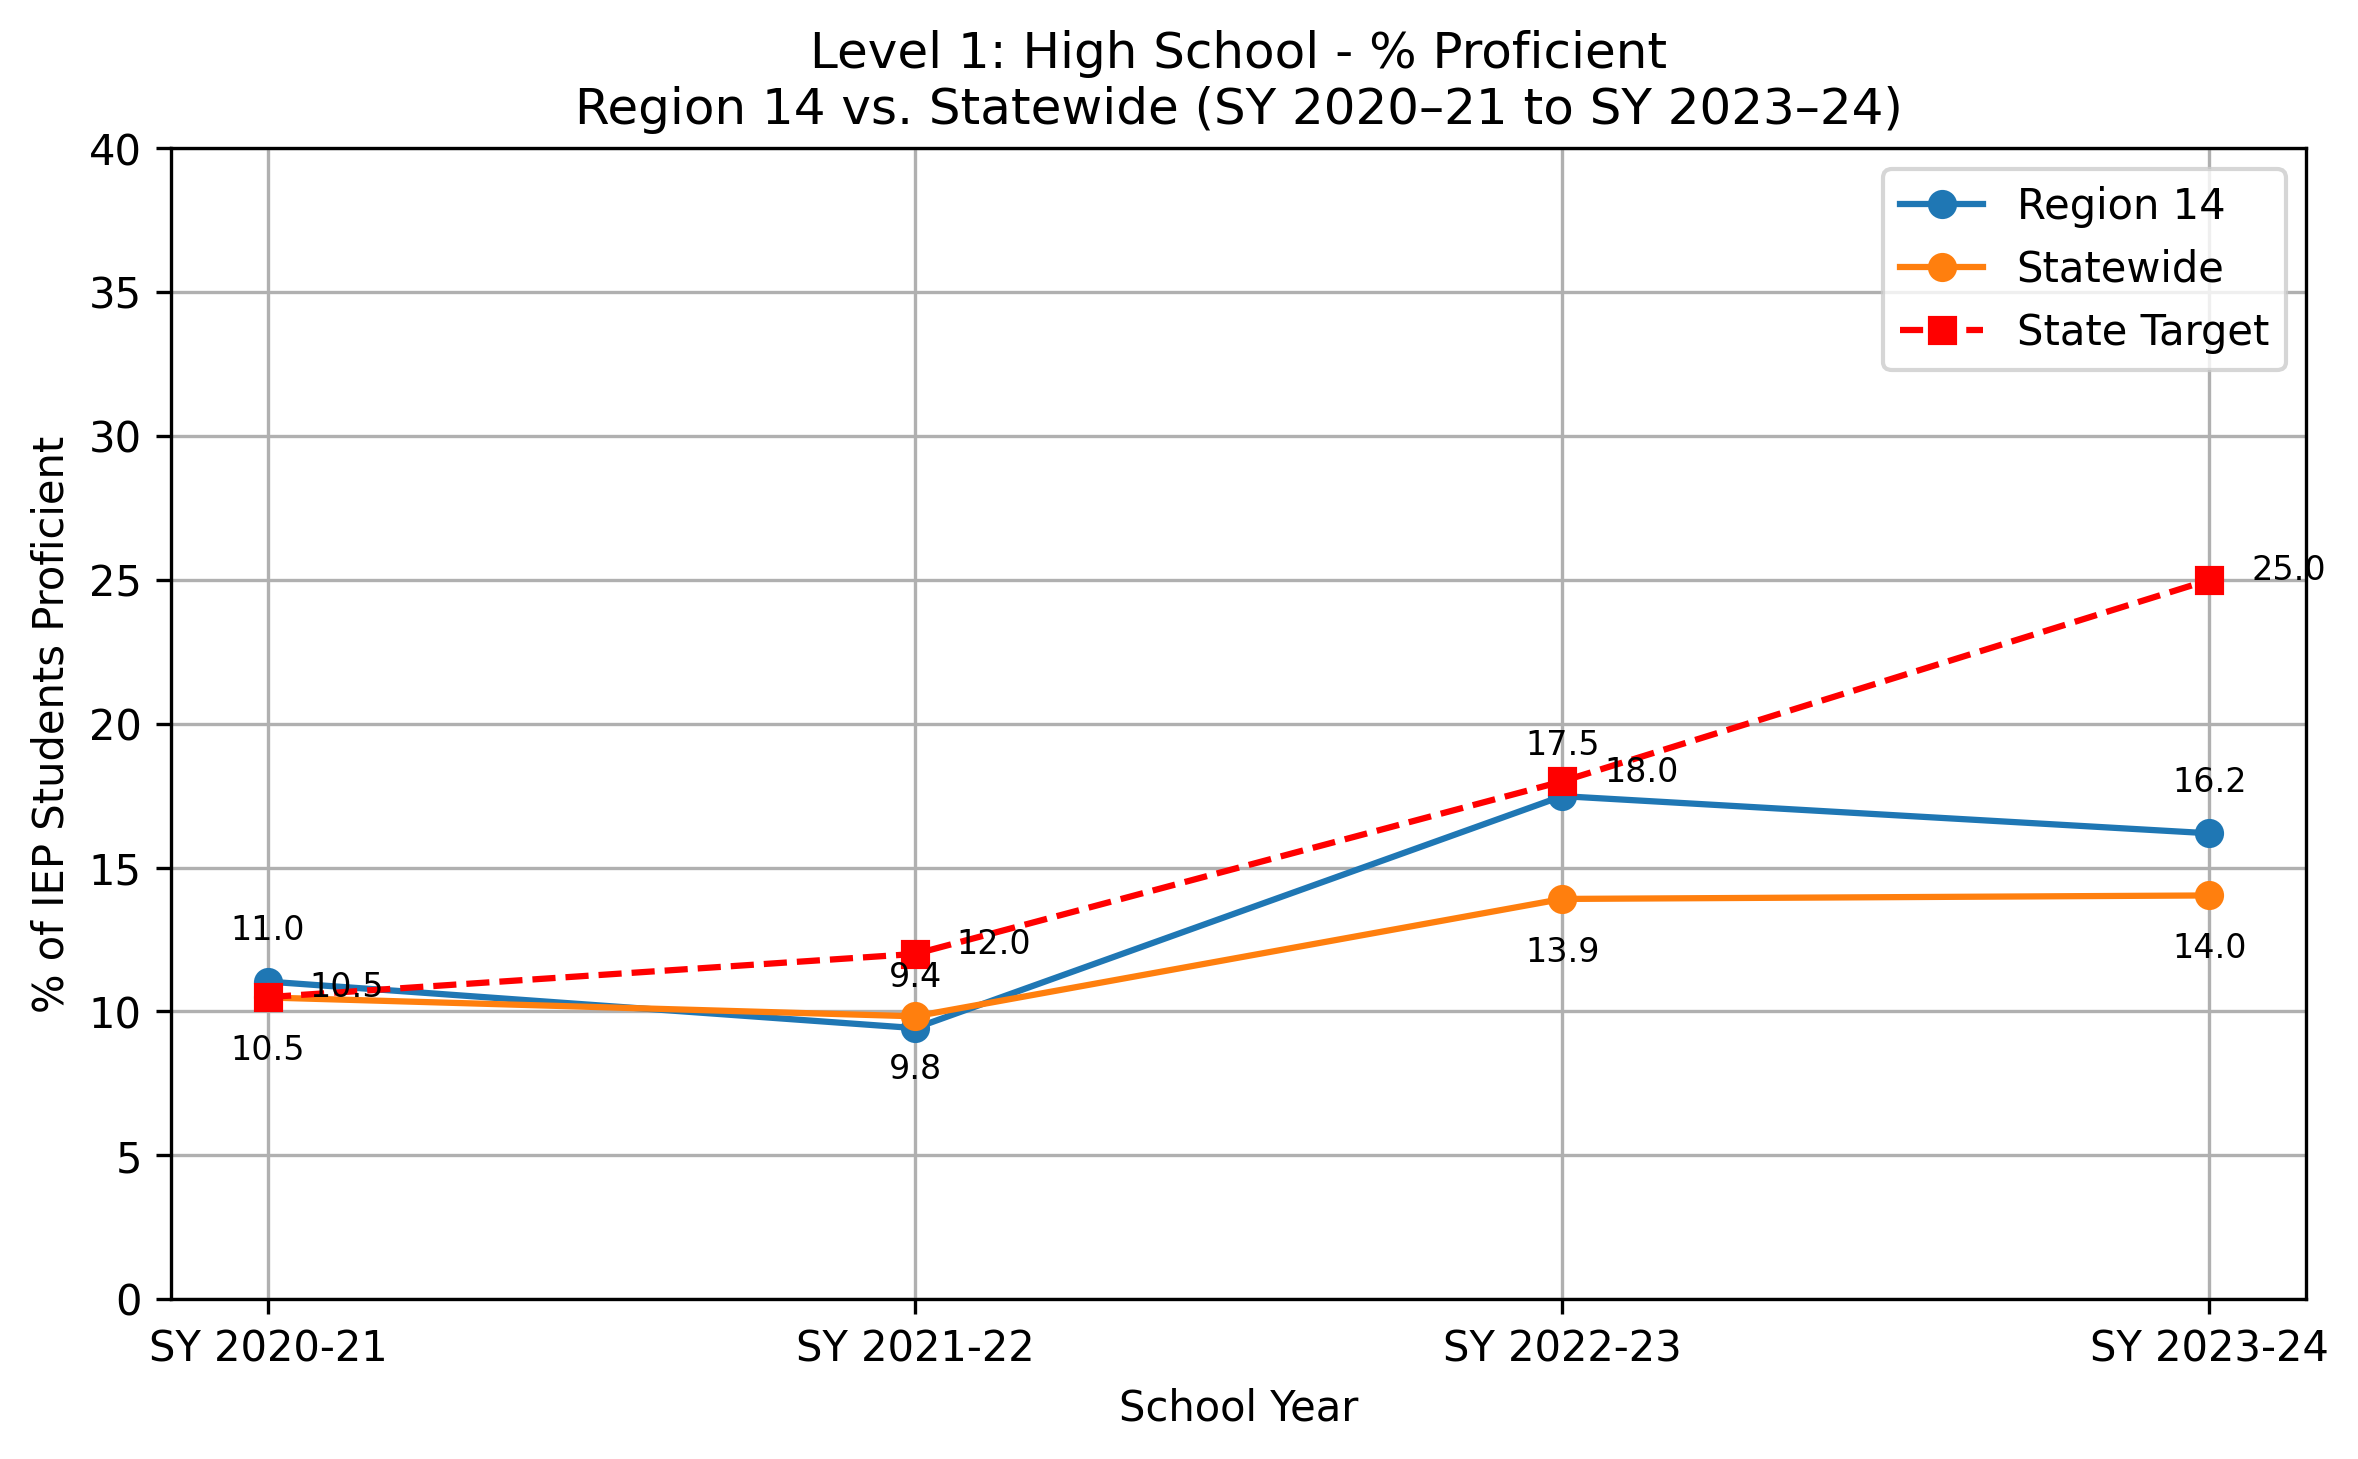 Level 1: High School - % Proficient
Region 14 vs. Statewide (SY 2020–21 to SY 2023–24)
40
35
30
25
20
15
10
5
0
% of IEP Students Proficient
Region 14
Statewide
State Target
25.0
17.5
18.0
16.2
11.0
10.5
12.0
9.4
13.9
14.0
10.5
9.8
SY 2020-21
SY 2021-22
SY 2022-23
SY 2023-24
School Year